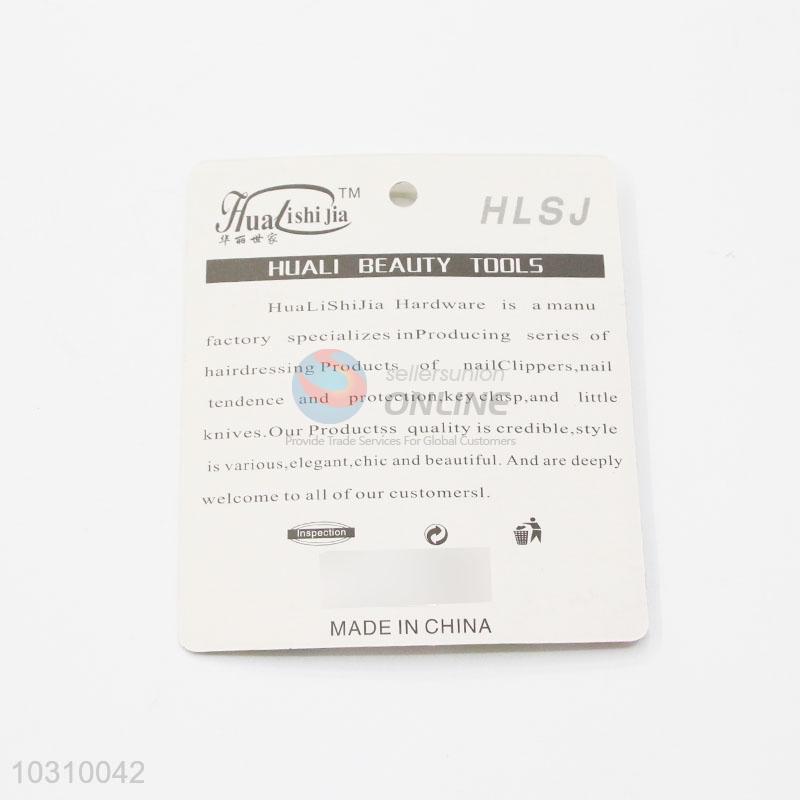 HuaLishi Jia TM
华丽世家
HLSJ
HUALI BEAUTY TOOLS
HuaLiShiJia Hardware is a manu
factory specializes inProducing series of
hairdressing Products of nailClippers,nail
tendence and protection,key clasp,and little
knives.Our Productss quality is credible,style
is various,elegant,chic and beautiful. And are deeply
welcome to all of our customersl.
sellersunion
ONLINE
Provide Trade Services For Global Customers
Inspection
MADE IN CHINA
10310042